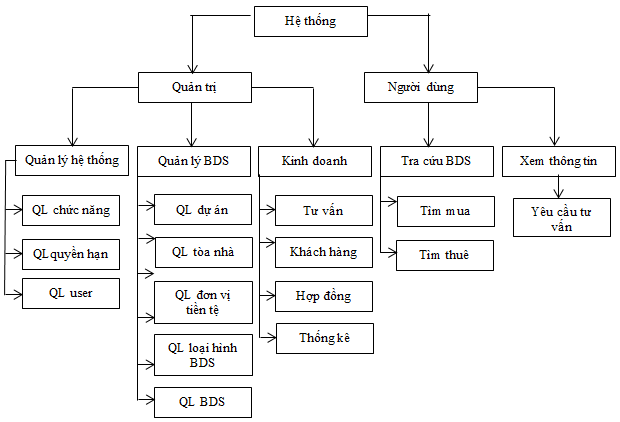 Hệ thống
Quản trị
Người dùng
Quản lý hệ thống
Quản lý BDS
Kinh doanh
Tra cứu BDS
Xem thông tin
QL chức năng
QLquyền hạn
QL user
QL dự án
QL tòa nhà
QL đơn vị
tiền tệ
QL loại hình
BDS
QL BDS
Tư vấn
Khách hàng
Hợp đồng
Thống kê
Tìm mua
Tìm thuê
Yêu cầu tư
vấn